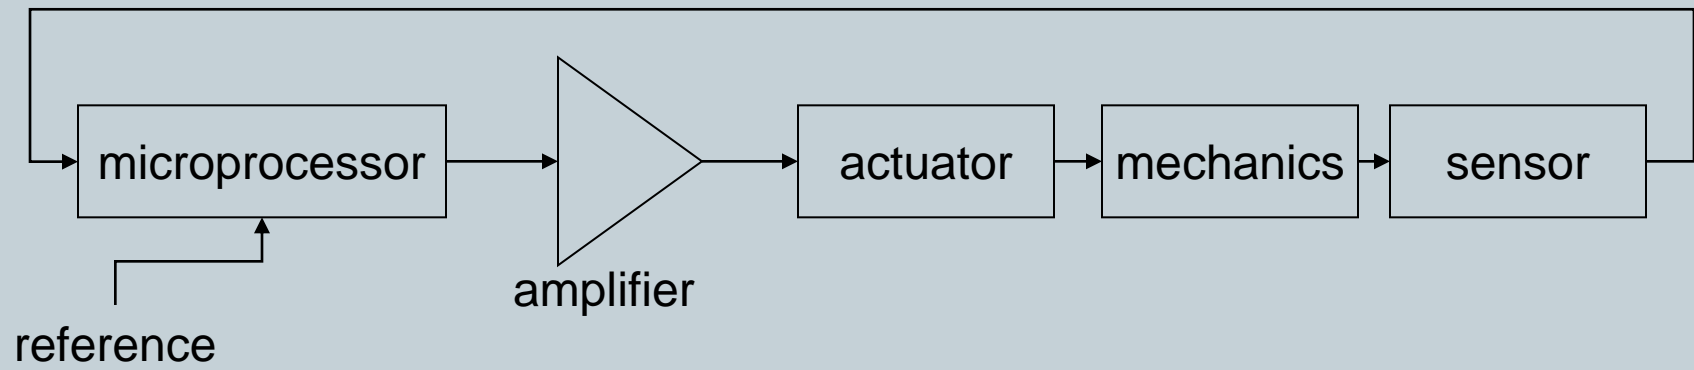 microprocessor
amplifier
actuator
mechanics
sensor
reference